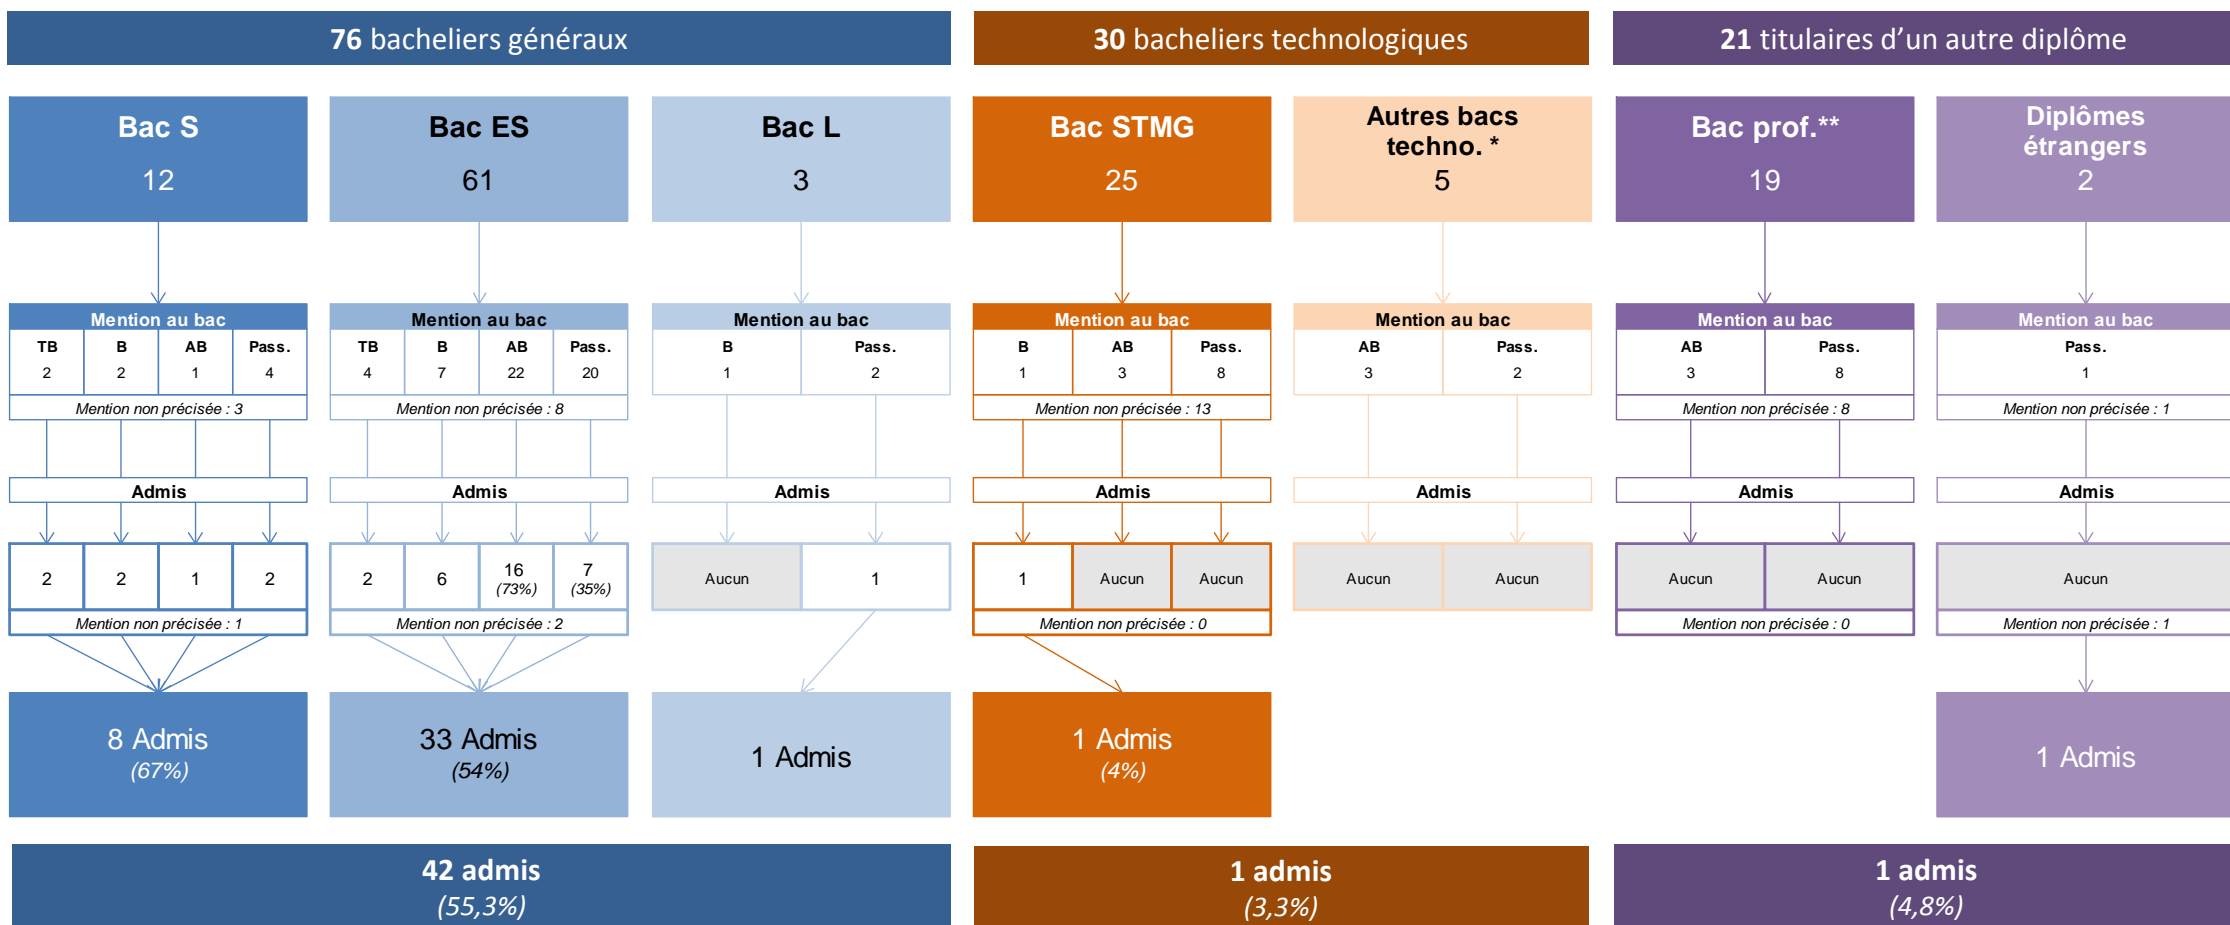 76 bacheliers généraux
30 bacheliers technologiques
21 titulaires d'un autre diplôme
Bac S
12
Bac ES
61
Bac L
3
Bac STMG
25
Autres bacs
techno. *
5
Bac prof.**
19
Diplômes
étrangers
2
Mention au bac
TB B AB Pass.
2 2 1 4
Mention non précisée : 3
Admis
2 2 1 2
Mention non précisée : 1
8 Admis
(67%)
Mention au bac
TB B AB Pass.
4 7 22 20
Mention non précisée : 8
Admis
2 6 16 7
(73%) (35%)
Mention non précisée : 2
33 Admis
(54%)
Mention au bac
B Pass.
1 2
Admis
Aucun 1
1 Admis
Mention au bac
B AB Pass.
1 3 8
Mention non précisée : 13
Admis
1 Aucun Aucun
Mention non précisée : 0
1 Admis
(4%)
Mention au bac
AB Pass.
3 2
Admis
Aucun Aucun
Mention au bac
AB Pass.
3 8
Mention non précisée : 8
Admis
Aucun Aucun
Mention non précisée : 0
Mention au bac
Pass.
1
Mention non précisée : 1
Admis
Aucun
Mention non précisée : 1
1 Admis
42 admis
(55,3%)
1 admis
(3,3%)
1 admis
(4,8%)